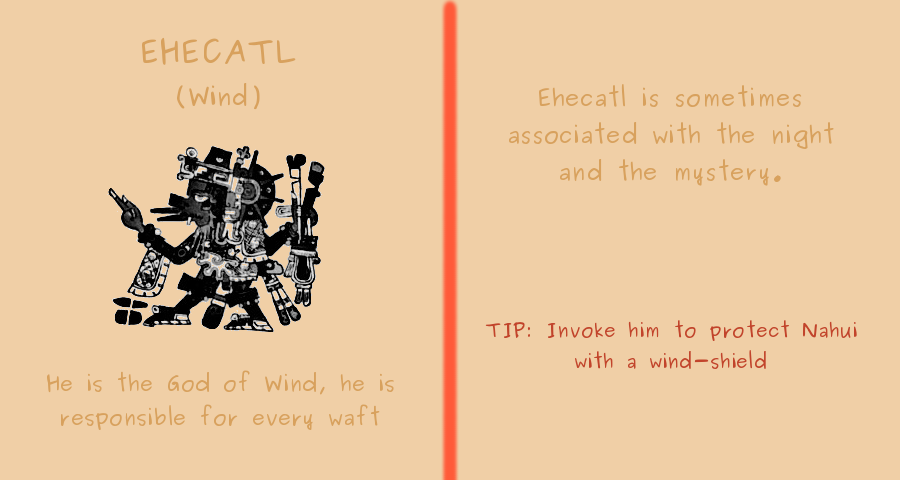 EHECATL
(Wind)
He is the God of Wind, he is
responsible for every waft
Ehecatl is sometimes
associated with the night
and the mystery.
TIP: Invoke him to protect Nahui
with a wind-shield